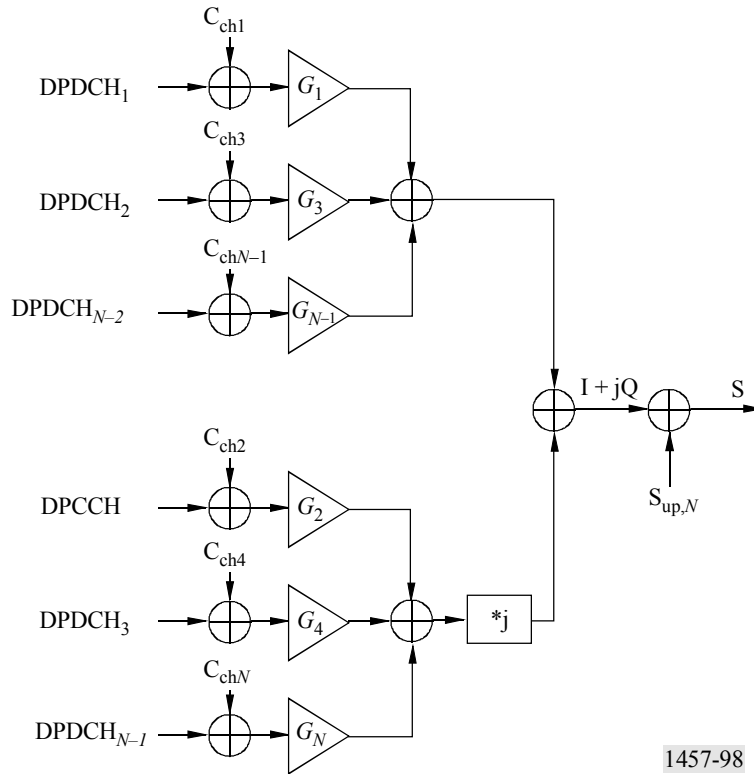 C_ch1
DPDCH_1
G_1
C_ch3
DPDCH_2
G_3
C_chN–1
DPDCH_N–2
G_N–1
I + jQ
S
S_up,N
C_ch2
DPCCH
G_2
C_ch4
DPDCH_3
G_4
*j
C_chN
DPDCH_N–1
G_N
1457-98